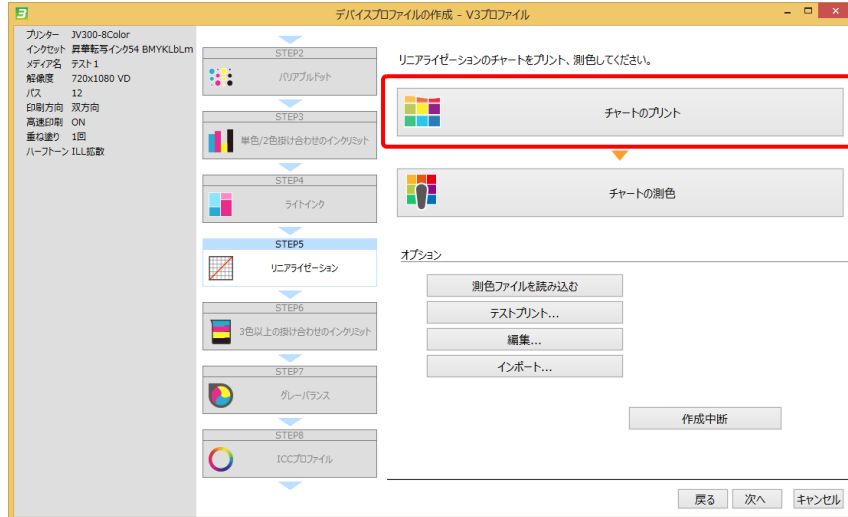 デバイスプロファイルの作成 - V3プロファイル
プリンター JV300-8Color
インクセット 昇華転写インク54 BMYKLbLm
メディア名 テスト1
解像度 720x1080 VD
パス 12
印刷方向 双方向
高速印刷 ON
重ね塗り 1回
ハーフトーン ILL拡散
STEP2
バリアブルドット
STEP3
単色/2色掛け合わせのインクリミット
STEP4
ライトインク
STEP5
リニアライゼーション
STEP6
3色以上の掛け合わせのインクリミット
STEP7
グレーバランス
STEP8
ICCプロファイル
リニアライゼーションのチャートをプリント、測色してください。
チャートのプリント
チャートの測色
オプション
測色ファイルを読み込む
テストプリント...
編集...
インポート...
作成中断
戻る 次へ キャンセル